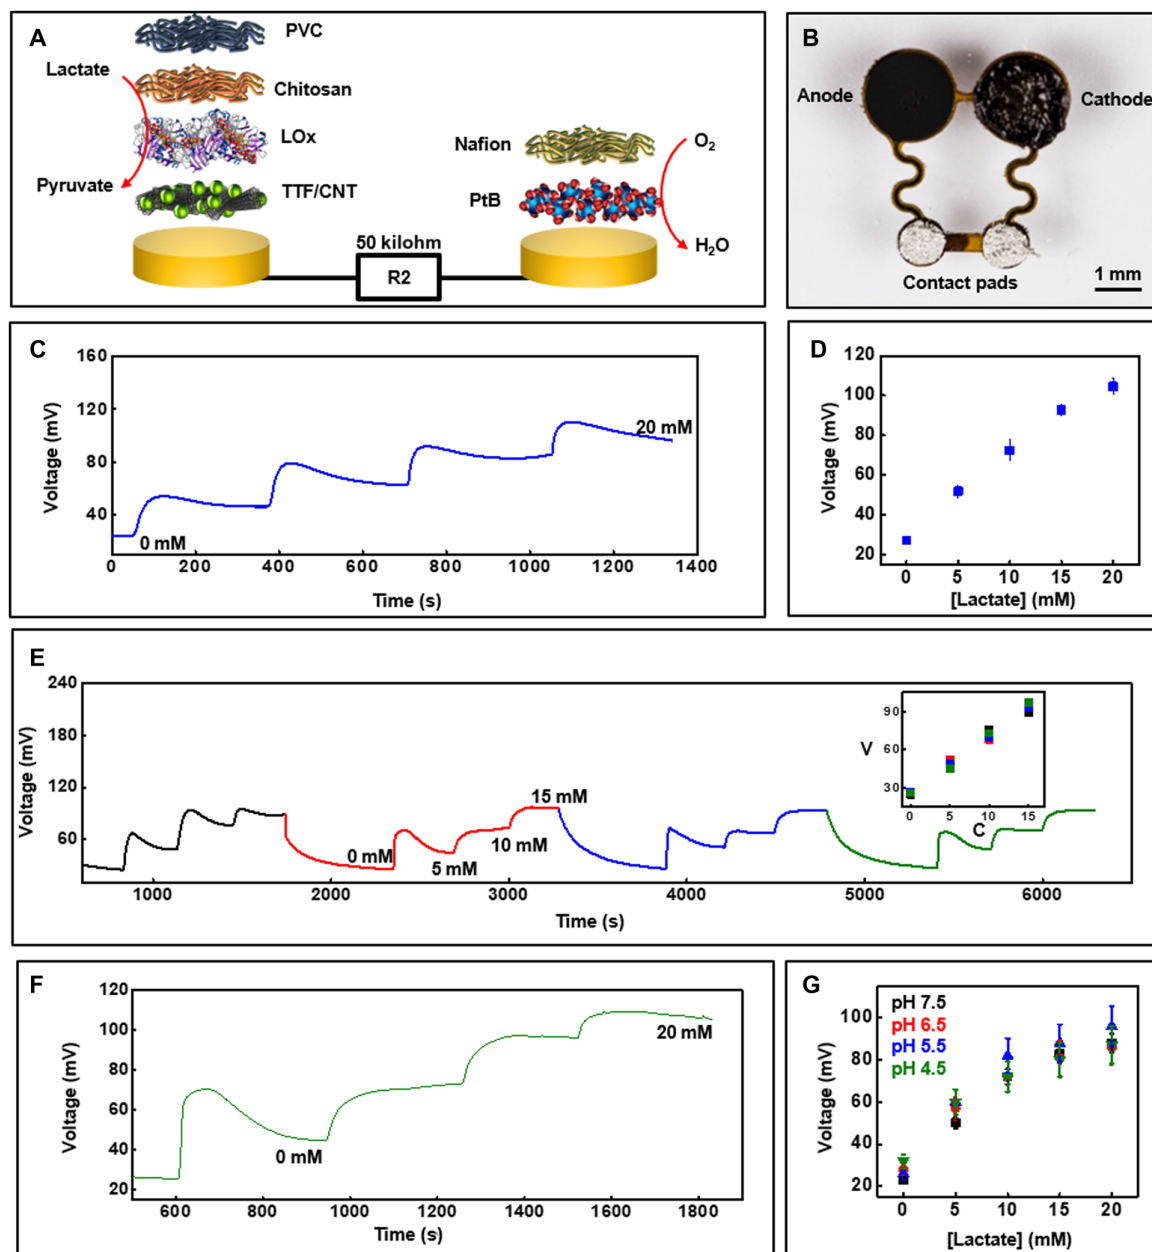 A
PVC
Lactate
Chitosan
LOx
Pyruvate
TTF/CNT
Nafion
O2
PtB
H2O
50 kilohm
R2
B
Anode
Cathode
Contact pads
1 mm
C
160
120
80
40
Voltage (mV)
0 mM
20 mM
0 200 400 600 800 1000 1200 1400
Time (s)
D
120
100
80
60
40
20
Voltage (mV)
0 5 10 15 20
[Lactate] (mM)
E
240
180
120
60
Voltage (mV)
0 mM
5 mM
10 mM
15 mM
90
60
30
V
0 5 10 15
C
1000 2000 3000 4000 5000 6000
Time (s)
F
120
100
80
60
40
20
Voltage (mV)
0 mM
20 mM
600 800 1000 1200 1400 1600 1800
Time (s)
G
pH 7.5
pH 6.5
pH 5.5
pH 4.5
100
80
60
40
20
Voltage (mV)
0 5 10 15 20
[Lactate] (mM)